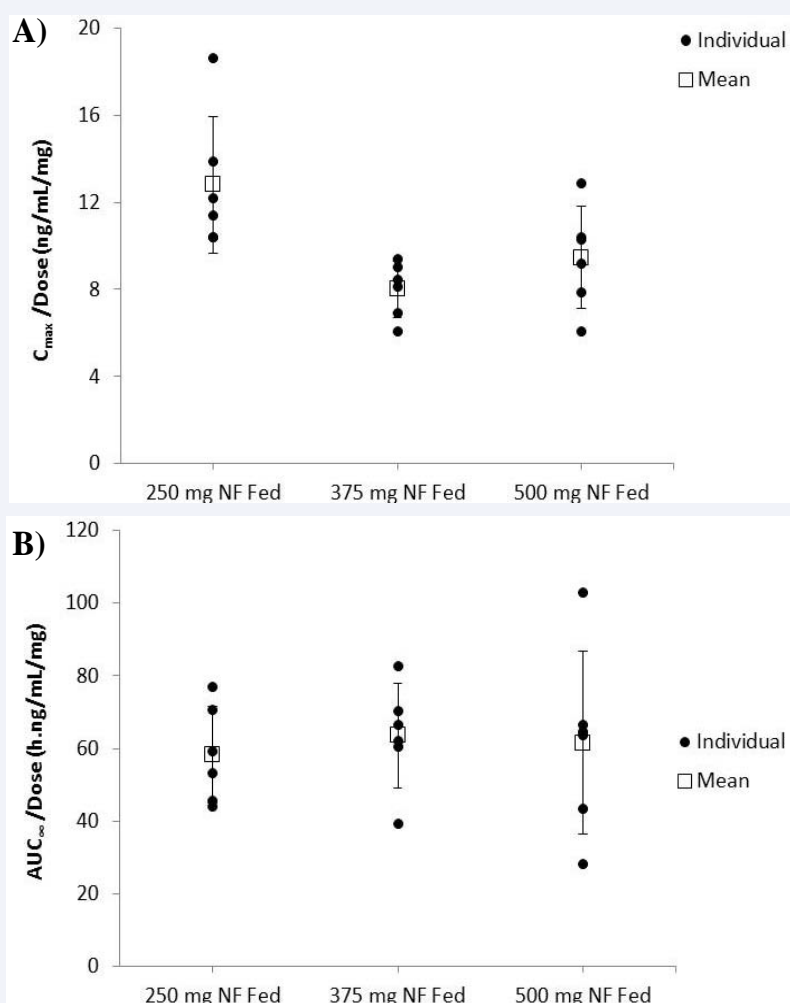 A)
20
16
12
8
4
0
C max /Dose (ng/mL/mg)
● Individual
□ Mean
250 mg NF Fed 375 mg NF Fed 500 mg NF Fed
B)
120
100
80
60
40
20
0
AUC∞ /Dose (h.ng/mL/mg)
● Individual
□ Mean
250 mg NF Fed 375 mg NF Fed 500 mg NF Fed